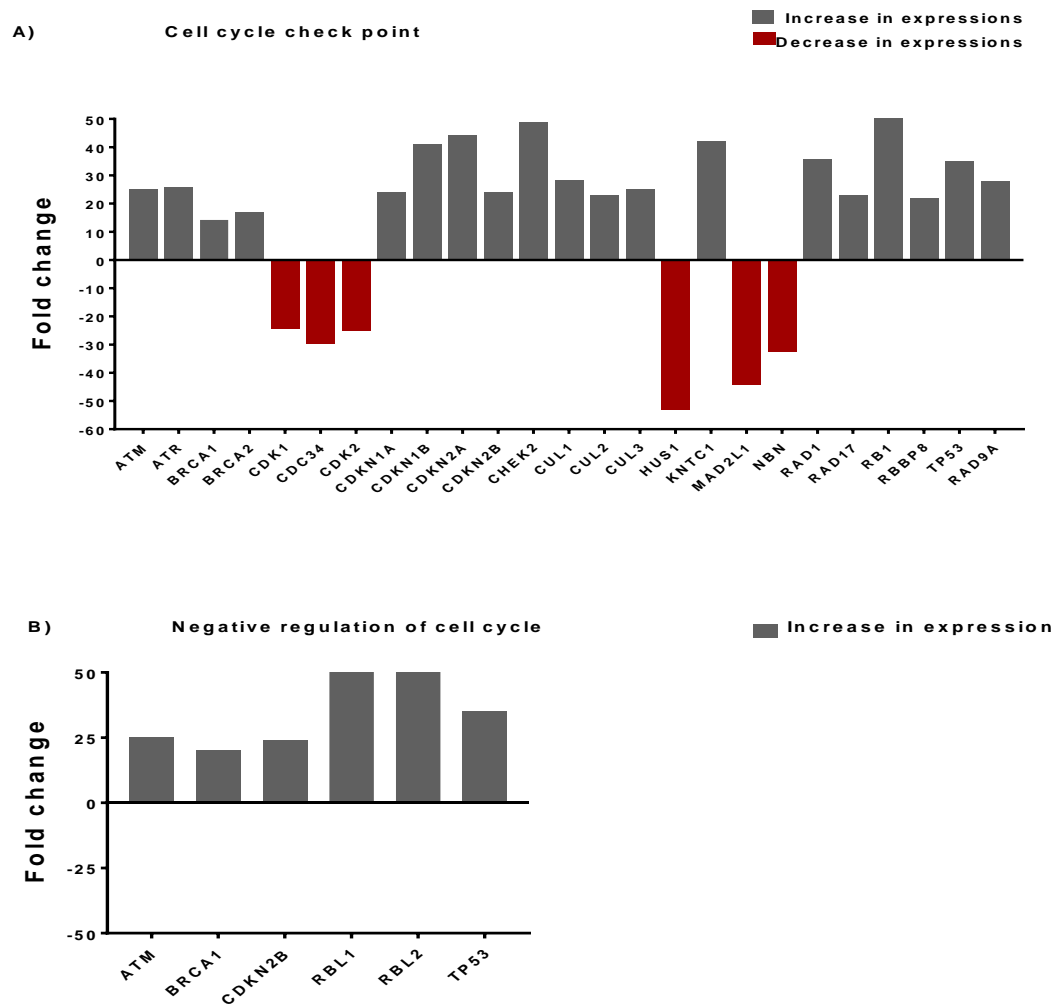 A) Cell cycle check point
Increase in expressions
Decrease in expressions
Fold change
50
40
30
20
10
0
-10
-20
-30
-40
-50
-60
ATM
ATR
BRCA1
BRCA2
CDK1
CDC34
CDK2
CDKN1A
CDKN1B
CDKN2A
CDKN2B
CHEK2
CUL1
CUL2
CUL3
HUS1
KNTC1
MAD2L1
NBN
RAD1
RAD17
RB1
RBBP8
TP53
RAD9A
B) Negative regulation of cell cycle
Increase in expression
Fold change
50
25
0
-25
-50
ATM
BRCA1
CDKN2B
RBL1
RBL2
TP53